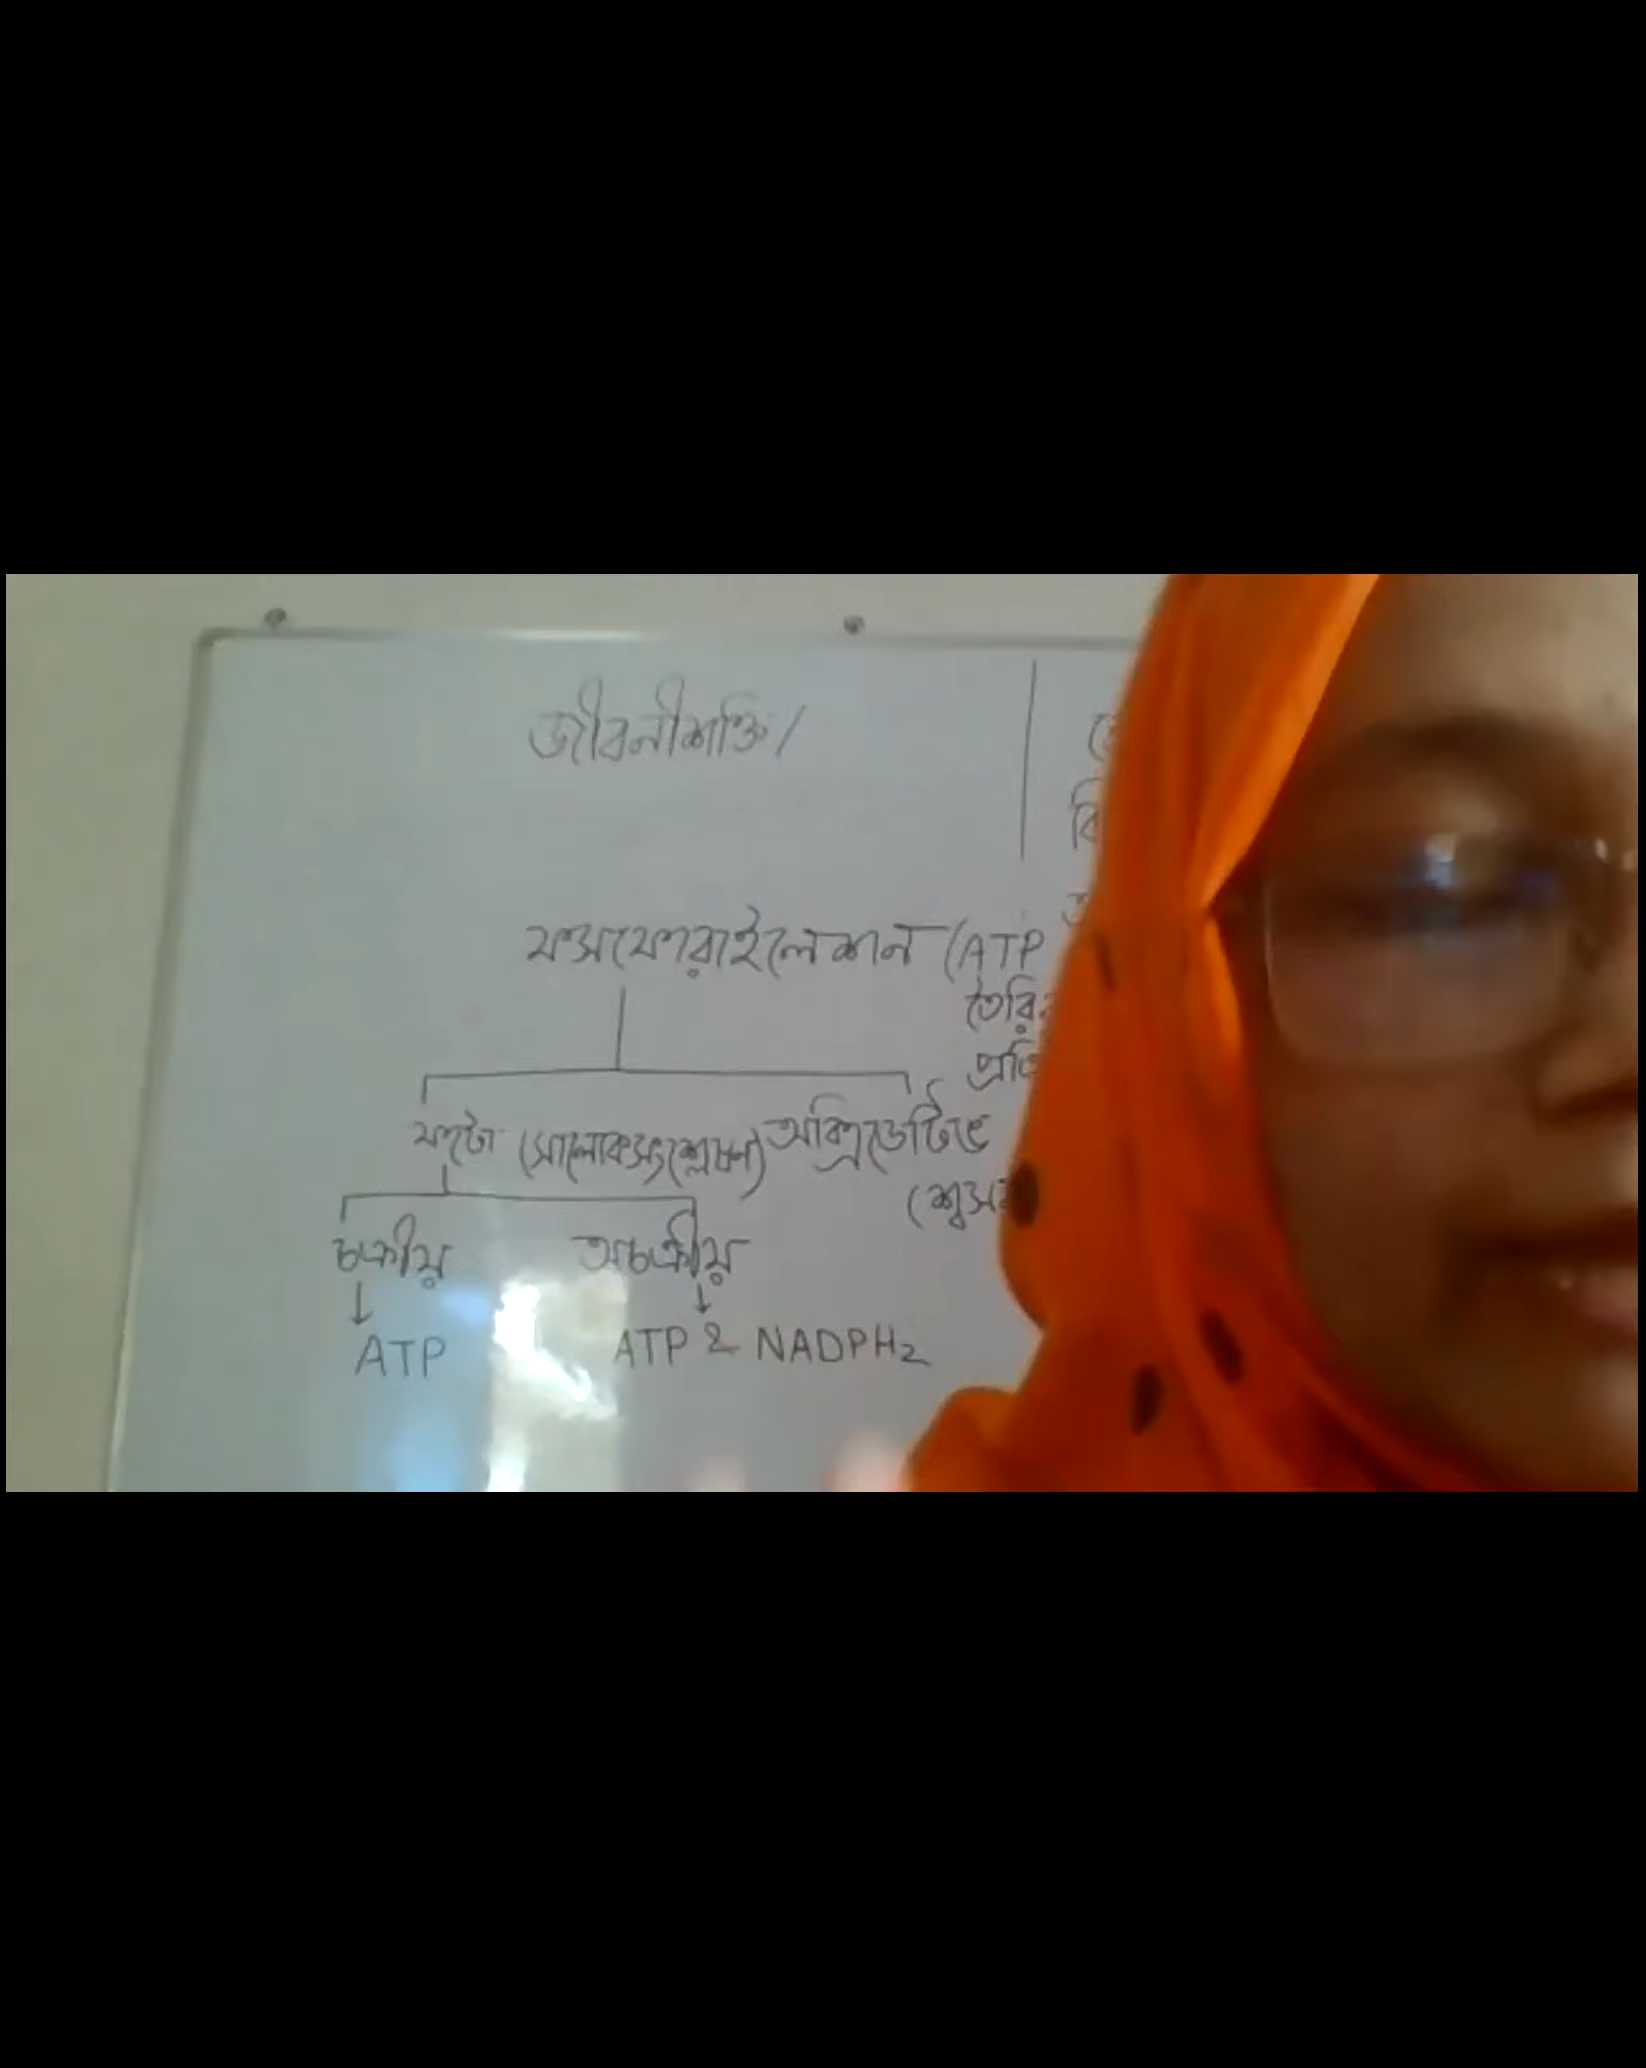 জীবনীশক্তি/
ফসফোরাইলেশন (ATP
তৈরির
ফটো (সালোকসংশ্লেষণ) অক্সিডেটিভ
চক্রীয় অচক্রীয়
ATP ATP & NADPH₂